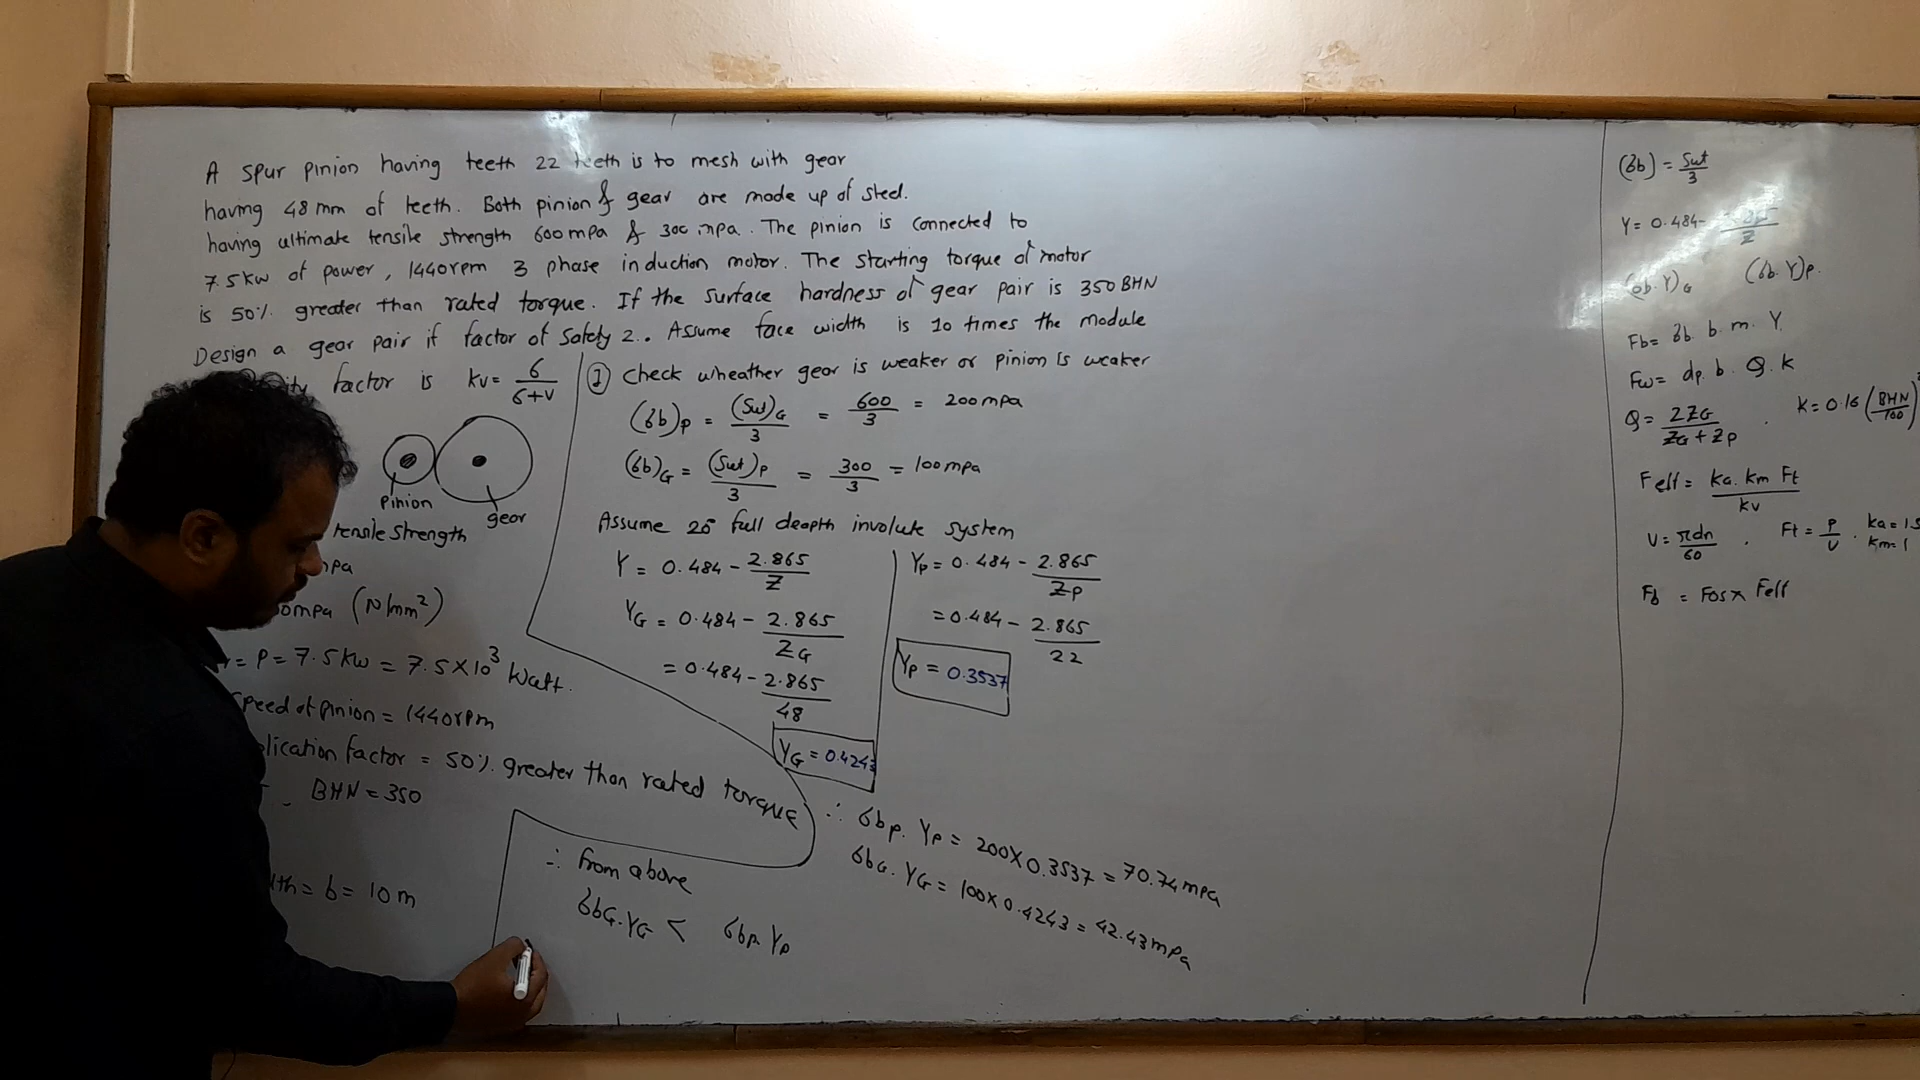 A spur pinion having teeth 22 teeth is to mesh with gear
having 48 mm of teeth. Both pinion & gear are made up of steel.
having ultimate tensile strength 600 mpa & 300 mpa. The pinion is connected to
7.5 kw of power, 1440 rpm 3 phase induction motor. The starting torque of motor
is 50% greater than rated torque. If the surface hardness of gear pair is 350 BHN
Design a gear pair if factor of Safety 2.. Assume face width is 10 times the module
factor is kv = 6/6+v
pinion
gear
tensile strength
mpa (N/mm²)
= P = 7.5 kw = 7.5 × 10³ Watt.
speed of pinion = 1440 rpm
factor = 50% greater than rated torque
BHN = 350
= b = 10 m
① Check wheather gear is weaker or pinion is weaker
(σb)p = (Sut)G/3 = 600/3 = 200 mpa
(σb)G = (Sut)p/3 = 300/3 = 100 mpa
Assume 20° full deapth involute system
Y = 0.484 - 2.865/Z
YG = 0.484 - 2.865/ZG
= 0.484 - 2.865/48
YG = 0.4243
Yp = 0.484 - 2.865/Zp
= 0.484 - 2.865/22
Yp = 0.3537
∴ σbp. Yp = 200 × 0.3537 = 70.74 mpa
σbG. YG = 100 × 0.4243 = 42.43 mpa
∴ from above
σbG. YG < σbp. Yp
(σb) = Sut/3
Y = 0.484 - /Z
(σb. Y)G (σb. Y)p.
Fb = σb. b. m. Y
Fw = dp. b. Q. k
Q = 2ZG/ZG + Zp . K = 0.16 (BHN/100)
Feff = ka. km Ft/kv
V = πdn/60 . Ft = P/V . ka = 1.5
km = 1
Fb = Fos × Feff